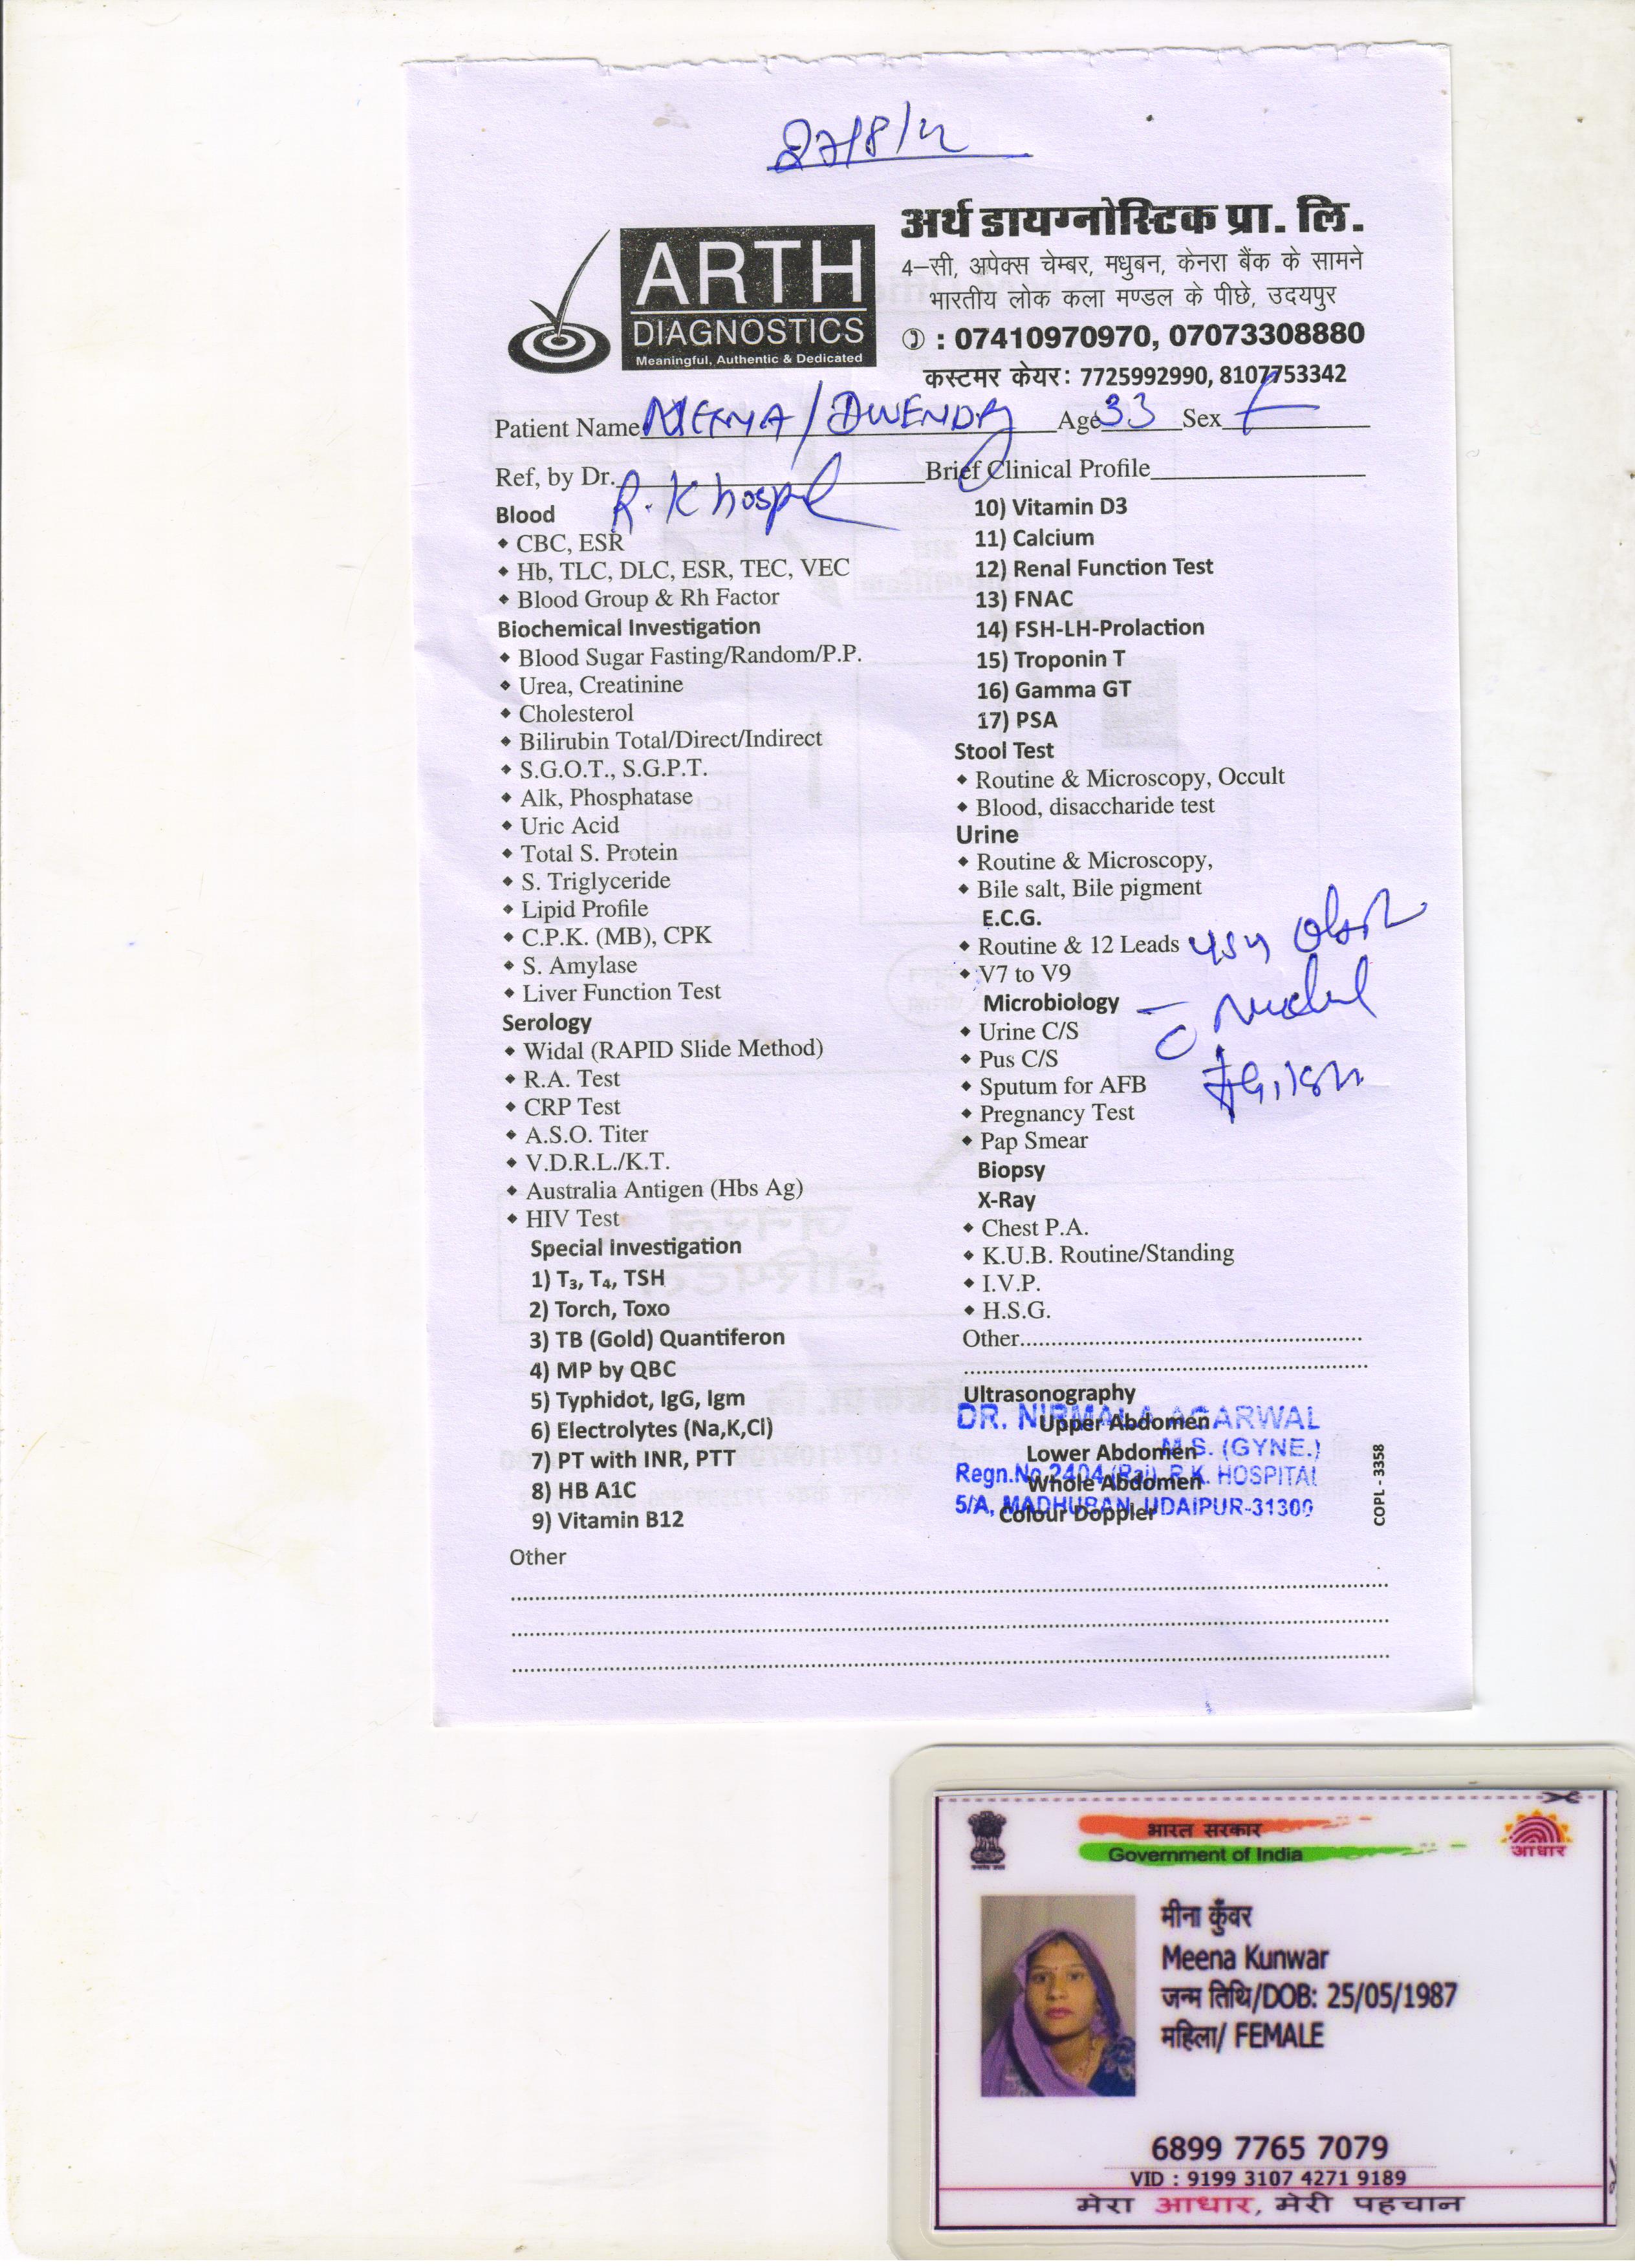 27/8/21
अर्थ डायग्नोस्टिक प्रा. लि.
ARTH
DIAGNOSTICS
Meaningful, Authentic & Dedicated
4–सी, अपेक्स चेम्बर, मधुबन, केनरा बैंक के सामने
भारतीय लोक कला मण्डल के पीछे, उदयपुर
: 07410970970, 07073308880
कस्टमर केयर: 7725992990, 8107753342
Patient Name MEENA / Age 33 Sex F
Ref, by Dr. R.K hospl Brief Clinical Profile
Blood
◆ CBC, ESR
◆ Hb, TLC, DLC, ESR, TEC, VEC
◆ Blood Group & Rh Factor
Biochemical Investigation
◆ Blood Sugar Fasting/Random/P.P.
◆ Urea, Creatinine
◆ Cholesterol
◆ Bilirubin Total/Direct/Indirect
◆ S.G.O.T., S.G.P.T.
◆ Alk, Phosphatase
◆ Uric Acid
◆ Total S. Protein
◆ S. Triglyceride
◆ Lipid Profile
◆ C.P.K. (MB), CPK
◆ S. Amylase
◆ Liver Function Test
Serology
◆ Widal (RAPID Slide Method)
◆ R.A. Test
◆ CRP Test
◆ A.S.O. Titer
◆ V.D.R.L./K.T.
◆ Australia Antigen (Hbs Ag)
◆ HIV Test
Special Investigation
1) T₃, T₄, TSH
2) Torch, Toxo
3) TB (Gold) Quantiferon
4) MP by QBC
5) Typhidot, IgG, Igm
6) Electrolytes (Na,K,Cl)
7) PT with INR, PTT
8) HB A1C
9) Vitamin B12
10) Vitamin D3
11) Calcium
12) Renal Function Test
13) FNAC
14) FSH-LH-Prolaction
15) Troponin T
16) Gamma GT
17) PSA
Stool Test
◆ Routine & Microscopy, Occult
◆ Blood, disaccharide test
Urine
◆ Routine & Microscopy,
◆ Bile salt, Bile pigment
E.C.G.
◆ Routine & 12 Leads
◆ V7 to V9
Microbiology
◆ Urine C/S
◆ Pus C/S
◆ Sputum for AFB
◆ Pregnancy Test
◆ Pap Smear
Biopsy
X-Ray
◆ Chest P.A.
◆ K.U.B. Routine/Standing
◆ I.V.P.
◆ H.S.G.
Other
Ultrasonography
Upper Abdomen
Lower Abdomen
Whole Abdomen
Colour Doppler
DR. NIRMALA AGARWAL
M.S. (GYNE.)
Regn.No.2404 (Raj). R.K. HOSPITAL
5/A, MADHUBAN, UDAIPUR-31300
COPL - 3358
Other
भारत सरकार
Government of India
आधार
मीना कुँवर
Meena Kunwar
जन्म तिथि/DOB: 25/05/1987
महिला/ FEMALE
6899 7765 7079
VID : 9199 3107 4271 9189
मेरा आधार, मेरी पहचान